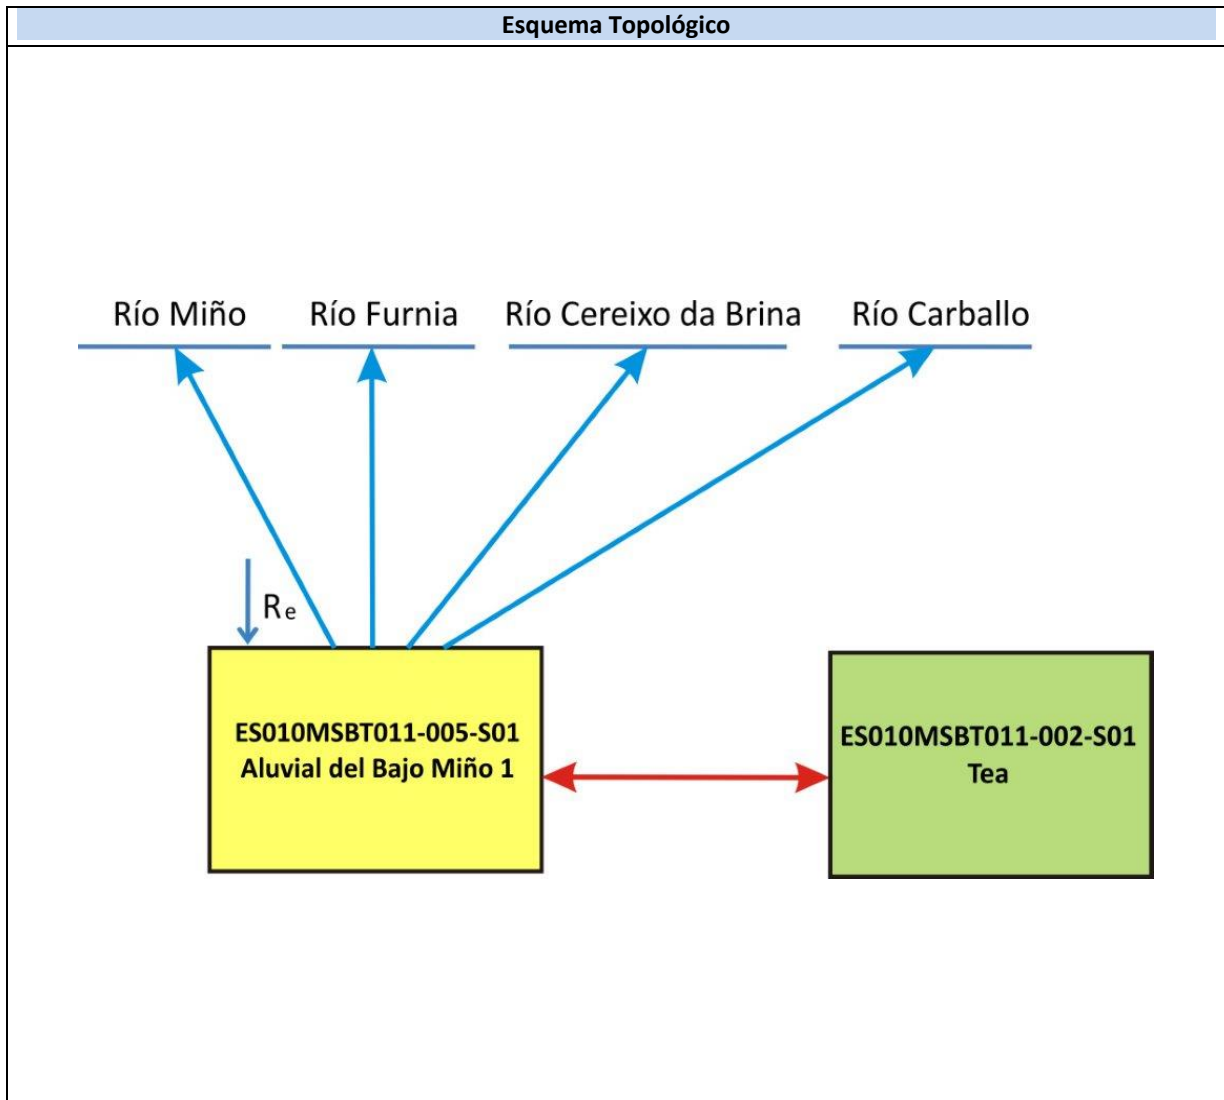 Esquema Topológico
Río Miño
Río Furnia
Río Cereixo da Brina
Río Carballo
Re
ES010MSBT011-005-S01
Aluvial del Bajo Miño 1
ES010MSBT011-002-S01
Tea